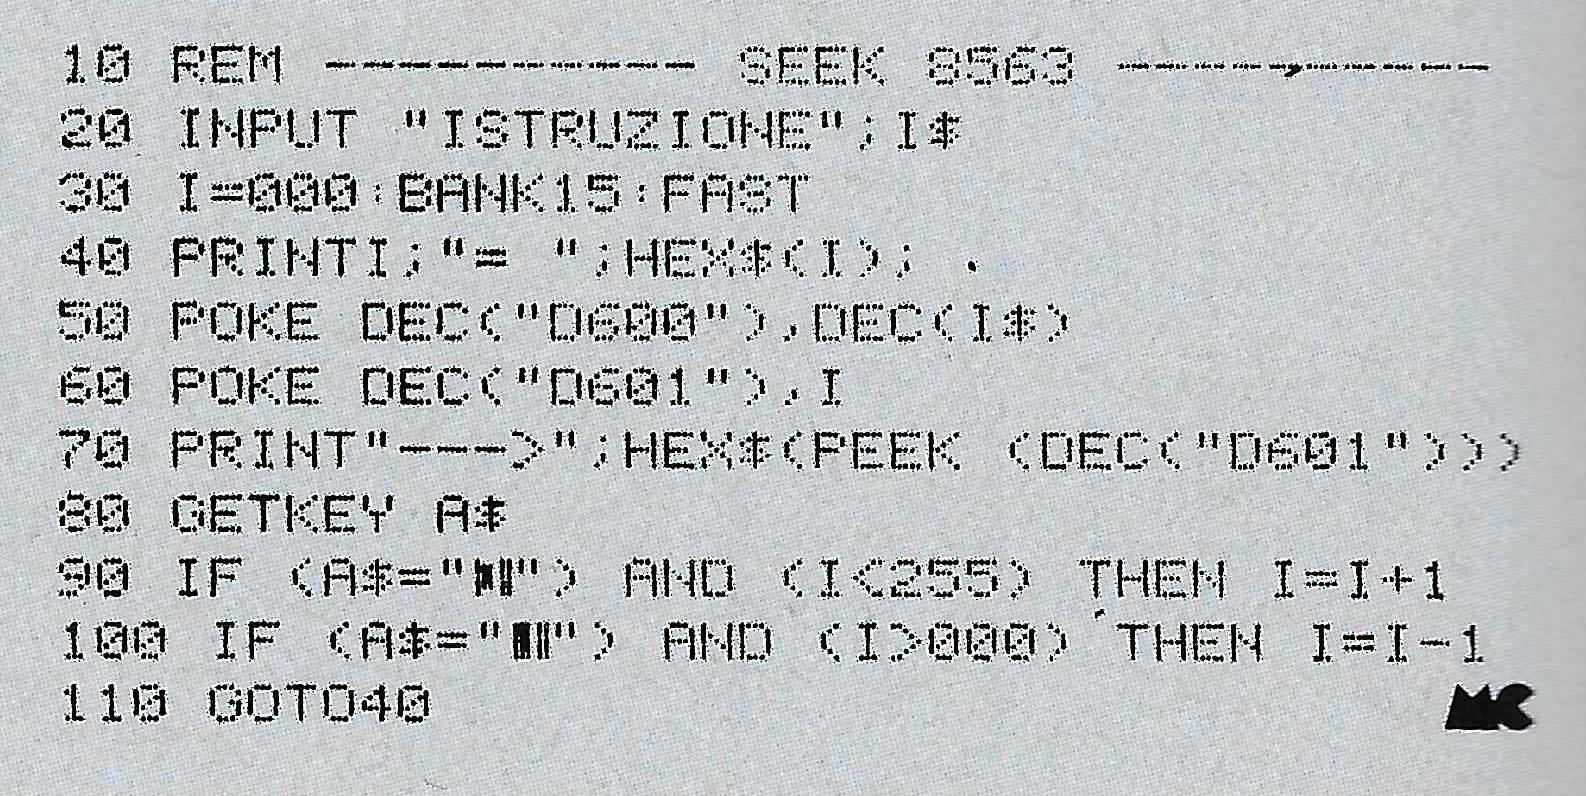 10 REM ---------- SEEK 8563 ----------
20 INPUT "ISTRUZIONE";I$
30 I=000:BANK15:FAST
40 PRINTI;"= ";HEX$(I);
50 POKE DEC("D600"),DEC(I$)
60 POKE DEC("D601"),I
70 PRINT"--->";HEX$(PEEK (DEC("D601")))
80 GETKEY A$
90 IF (A$="") AND (I<255) THEN I=I+1
100 IF (A$="") AND (I>000) THEN I=I-1
110 GOTO40
MC